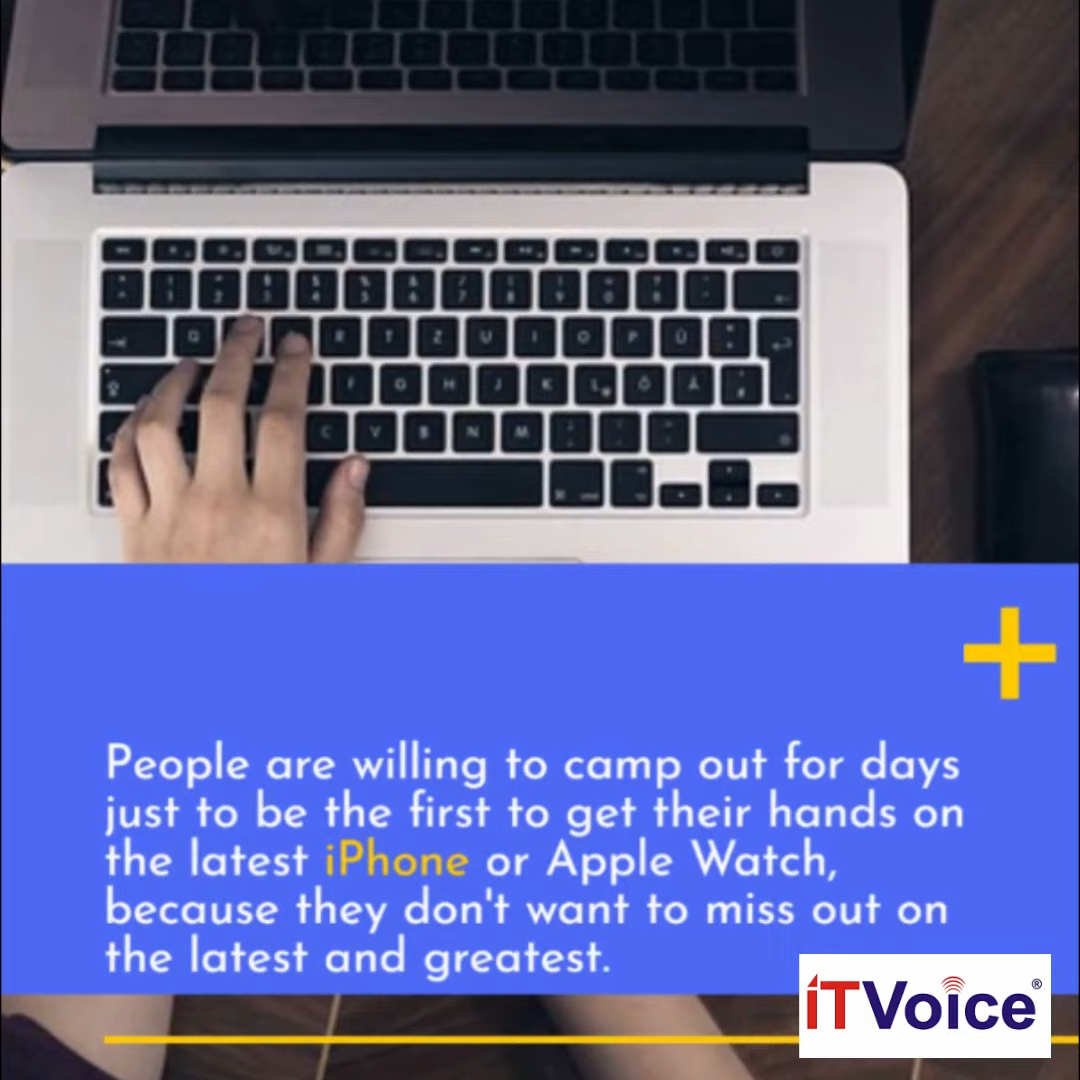 Q R T Z U I O P Ü
F G H J K L Ö Ä
C V B N M
People are willing to camp out for days
just to be the first to get their hands on
the latest iPhone or Apple Watch,
because they don't want to miss out on
the latest and greatest.
iTVoice®